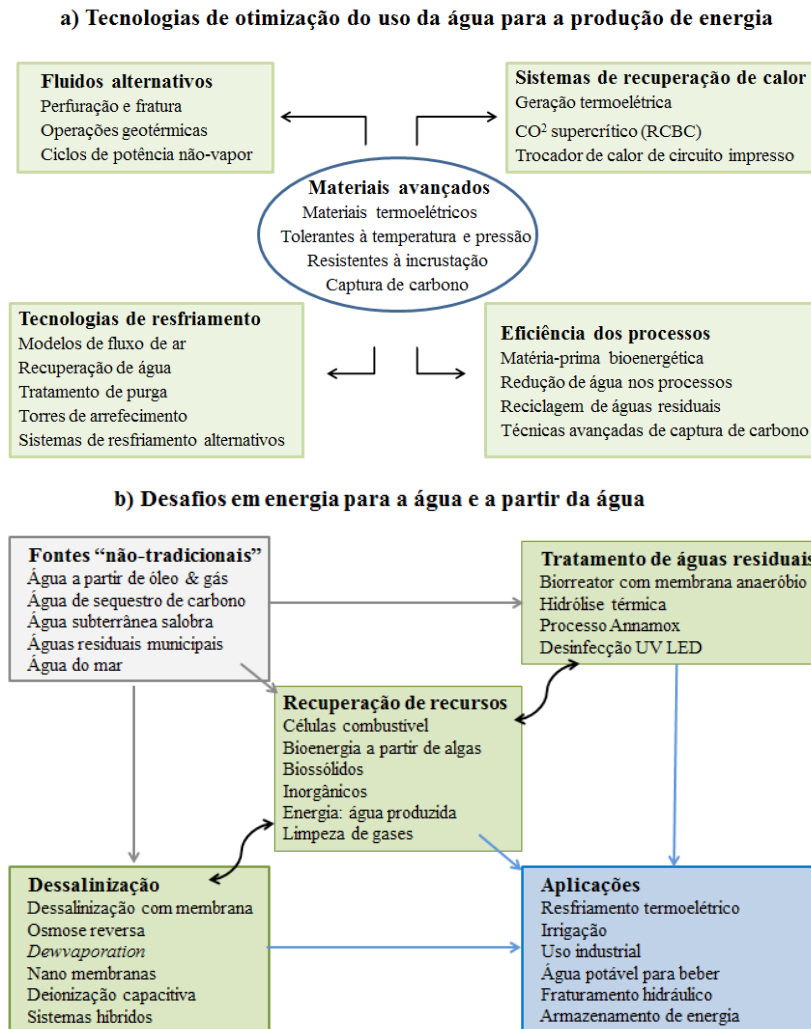 a) Tecnologias de otimização do uso da água para a produção de energia
Fluidos alternativos
Perfuração e fratura
Operações geotérmicas
Ciclos de potência não-vapor
Sistemas de recuperação de calor
Geração termoelétrica
CO² supercrítico (RCBC)
Trocador de calor de circuito impresso
Materiais avançados
Materiais termoelétricos
Tolerantes à temperatura e pressão
Resistentes à incrustação
Captura de carbono
Tecnologias de resfriamento
Modelos de fluxo de ar
Recuperação de água
Tratamento de purga
Torres de arrefecimento
Sistemas de resfriamento alternativos
Eficiência dos processos
Matéria-prima bioenergética
Redução de água nos processos
Reciclagem de águas residuais
Técnicas avançadas de captura de carbono
b) Desafios em energia para a água e a partir da água
Fontes “não-tradicionais”
Água a partir de óleo & gás
Água de sequestro de carbono
Água subterrânea salobra
Águas residuais municipais
Água do mar
Tratamento de águas residuais
Biorreator com membrana anaeróbio
Hidrólise térmica
Processo Annamox
Desinfecção UV LED
Recuperação de recursos
Células combustível
Bioenergia a partir de algas
Biossólidos
Inorgânicos
Energia: água produzida
Limpeza de gases
Dessalinização
Dessalinização com membrana
Osmose reversa
Dewvaporation
Nano membranas
Deionização capacitiva
Sistemas híbridos
Aplicações
Resfriamento termoelétrico
Irrigação
Uso industrial
Água potável para beber
Fraturamento hidráulico
Armazenamento de energia